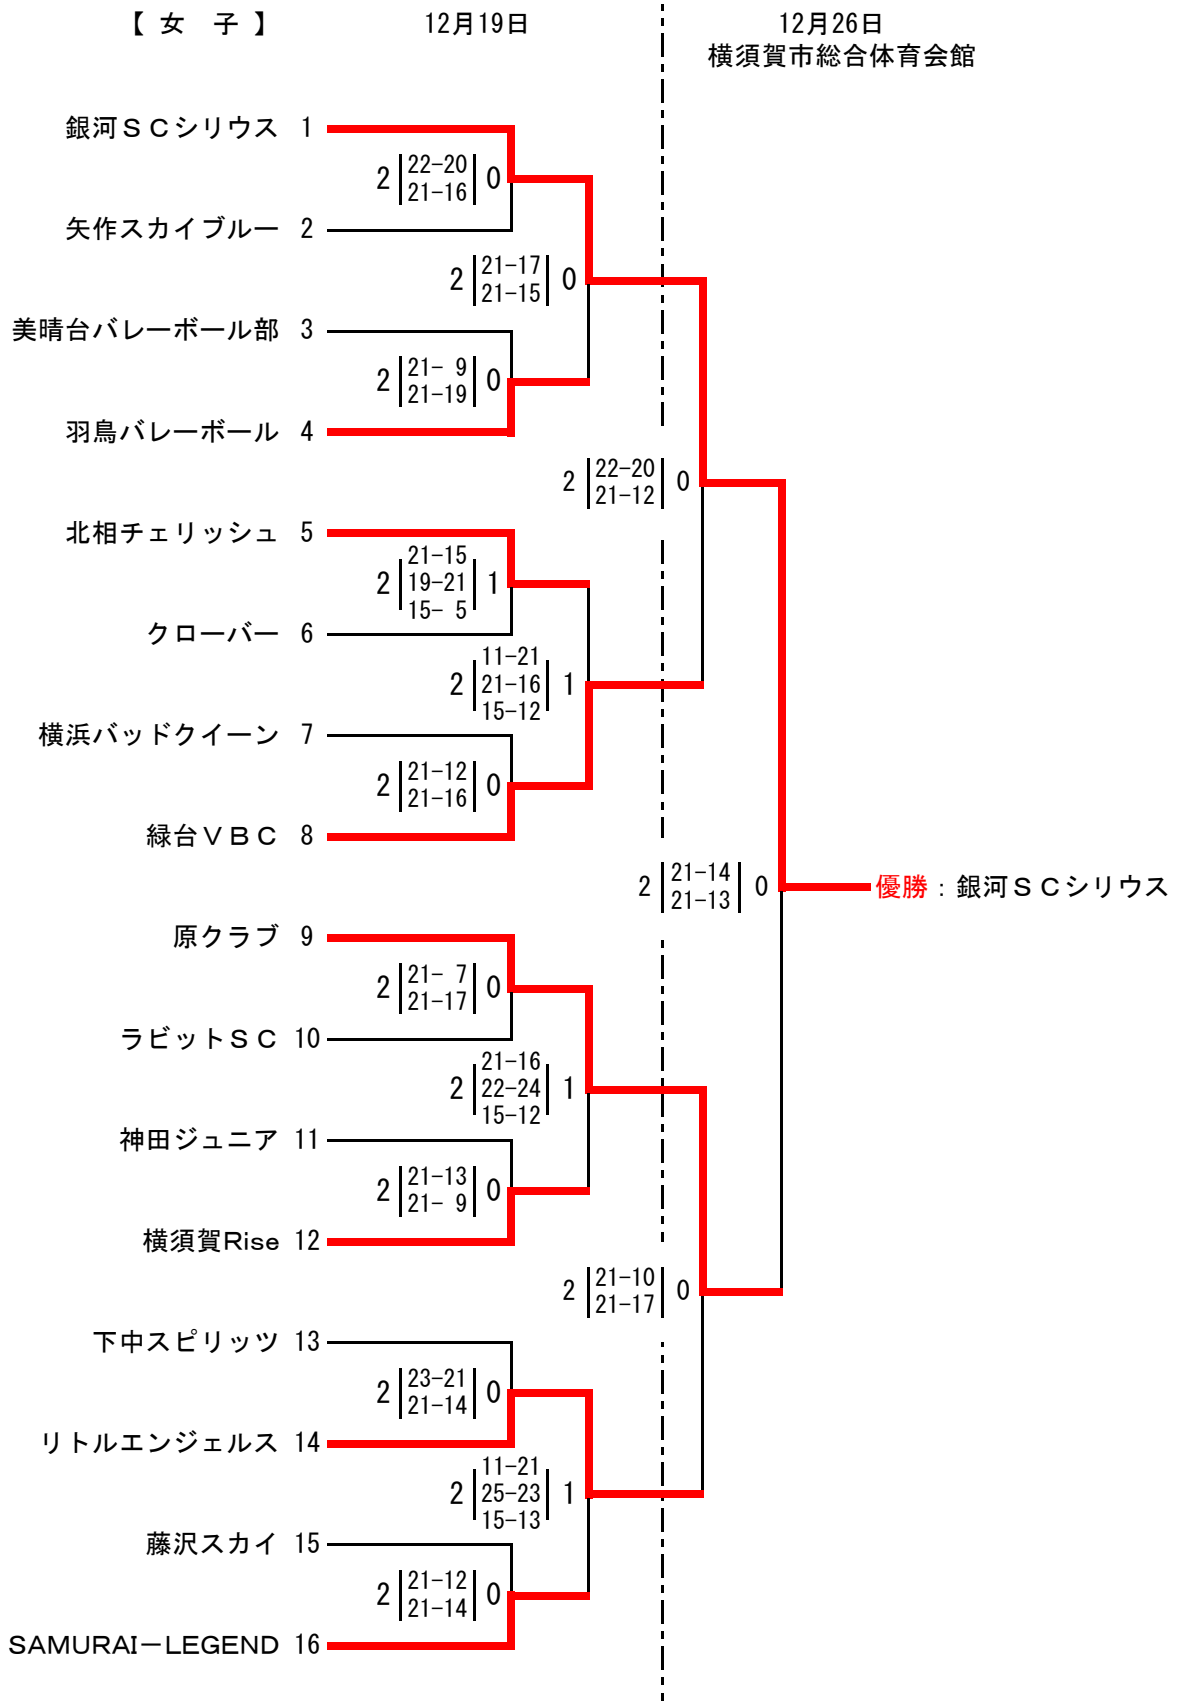 【 女　子 】 12月19日 12月26日
横須賀市総合体育会館
銀河ＳＣシリウス 1
2 22-20 0
21-16
矢作スカイブルー 2
2 21-17 0
21-15
美晴台バレーボール部 3
2 21- 9 0
21-19
羽鳥バレーボール 4
2 22-20 0
21-12
北相チェリッシュ 5
21-15
2 19-21 1
15- 5
クローバー 6
11-21
2 21-16 1
15-12
横浜バッドクイーン 7
2 21-12 0
21-16
緑台ＶＢＣ 8
2 21-14 0
21-13
優勝：銀河ＳＣシリウス
原クラブ 9
2 21- 7 0
21-17
ラビットＳＣ 10
21-16
2 22-24 1
15-12
神田ジュニア 11
2 21-13 0
21- 9
横須賀Rise 12
2 21-10 0
21-17
下中スピリッツ 13
2 23-21 0
21-14
リトルエンジェルス 14
11-21
2 25-23 1
15-13
藤沢スカイ 15
2 21-12 0
21-14
SAMURAI－LEGEND 16